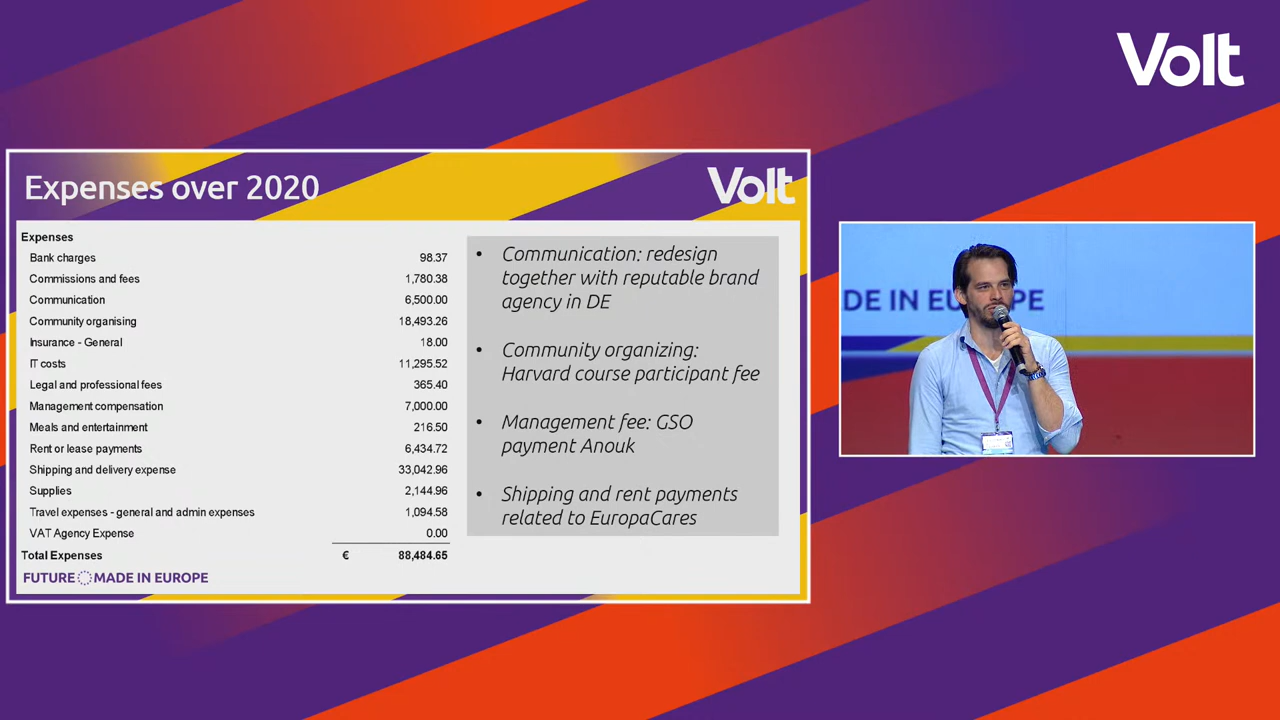 Volt
Expenses over 2020
Volt
Expenses
Bank charges 98.37
Commissions and fees 1,780.38
Communication 6,500.00
Community organising 18,493.26
Insurance - General 18.00
IT costs 11,295.52
Legal and professional fees 365.40
Management compensation 7,000.00
Meals and entertainment 216.50
Rent or lease payments 6,434.72
Shipping and delivery expense 33,042.96
Supplies 2,144.96
Travel expenses - general and admin expenses 1,094.58
VAT Agency Expense 0.00
Total Expenses € 88,484.65
FUTURE MADE IN EUROPE
• Communication: redesign
together with reputable brand
agency in DE
• Community organizing:
Harvard course participant fee
• Management fee: GSO
payment Anouk
• Shipping and rent payments
related to EuropaCares
DE IN EU PE